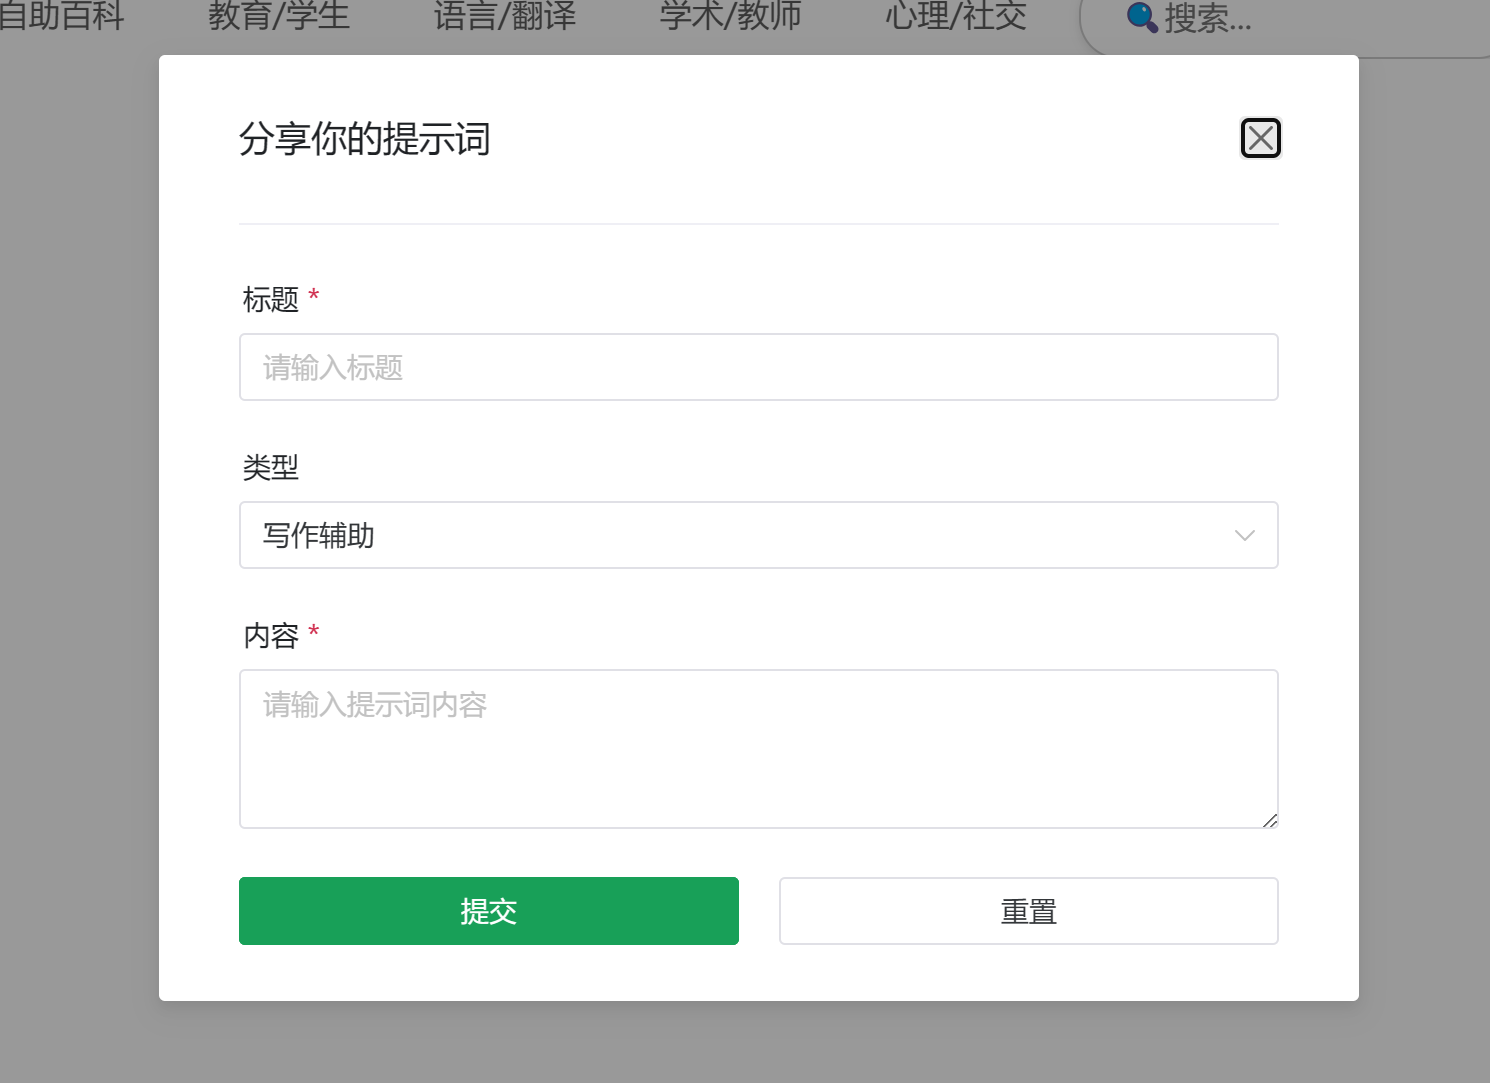 自助百科 教育/学生 语言/翻译 学术/教师 心理/社交 搜索...
分享你的提示词
标题 *
请输入标题
类型
写作辅助
内容 *
请输入提示词内容
提交 重置